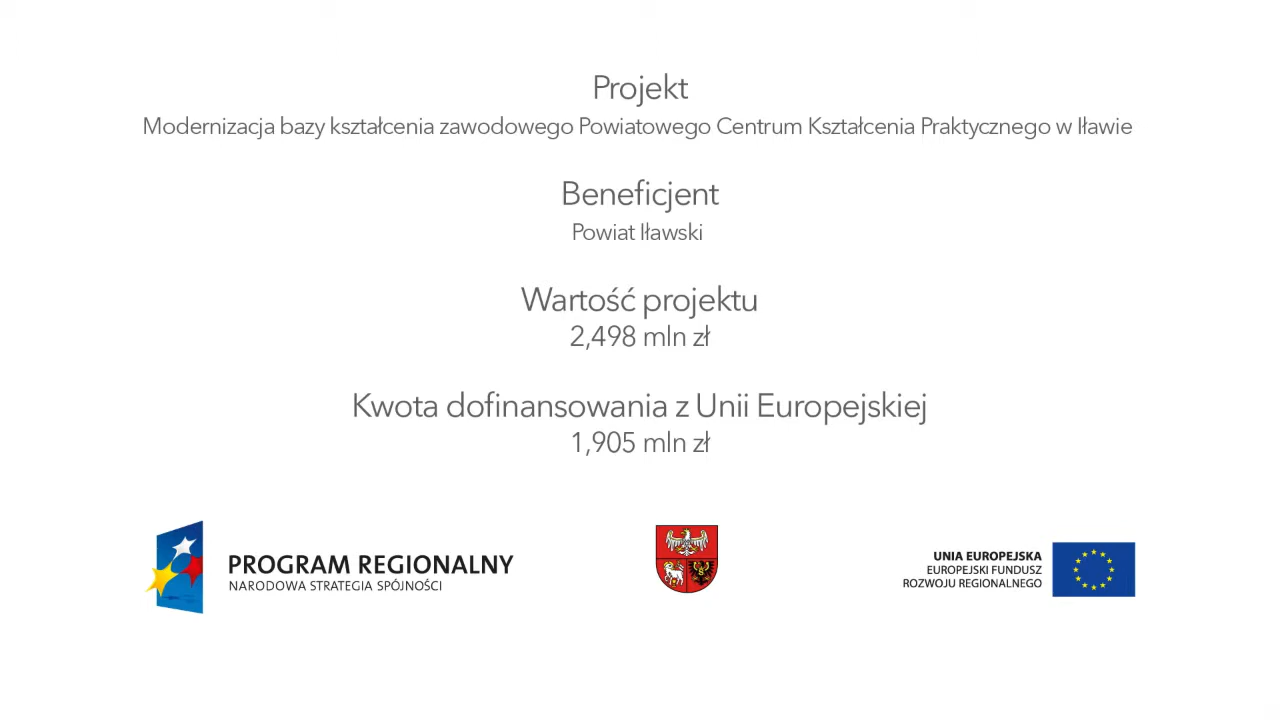 Projekt
Modernizacja bazy kształcenia zawodowego Powiatowego Centrum Kształcenia Praktycznego w Iławie
Beneficjent
Powiat Iławski
Wartość projektu
2,498 mln zł
Kwota dofinansowania z Unii Europejskiej
1,905 mln zł
PROGRAM REGIONALNY
NARODOWA STRATEGIA SPÓJNOŚCI
UNIA EUROPEJSKA
EUROPEJSKI FUNDUSZ
ROZWOJU REGIONALNEGO